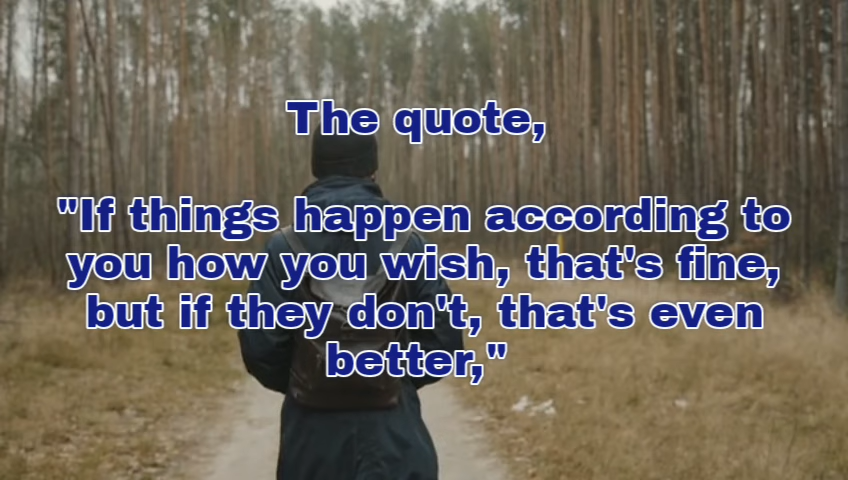 The quote,
"If things happen according to
you how you wish, that's fine,
but if they don't, that's even
better,"